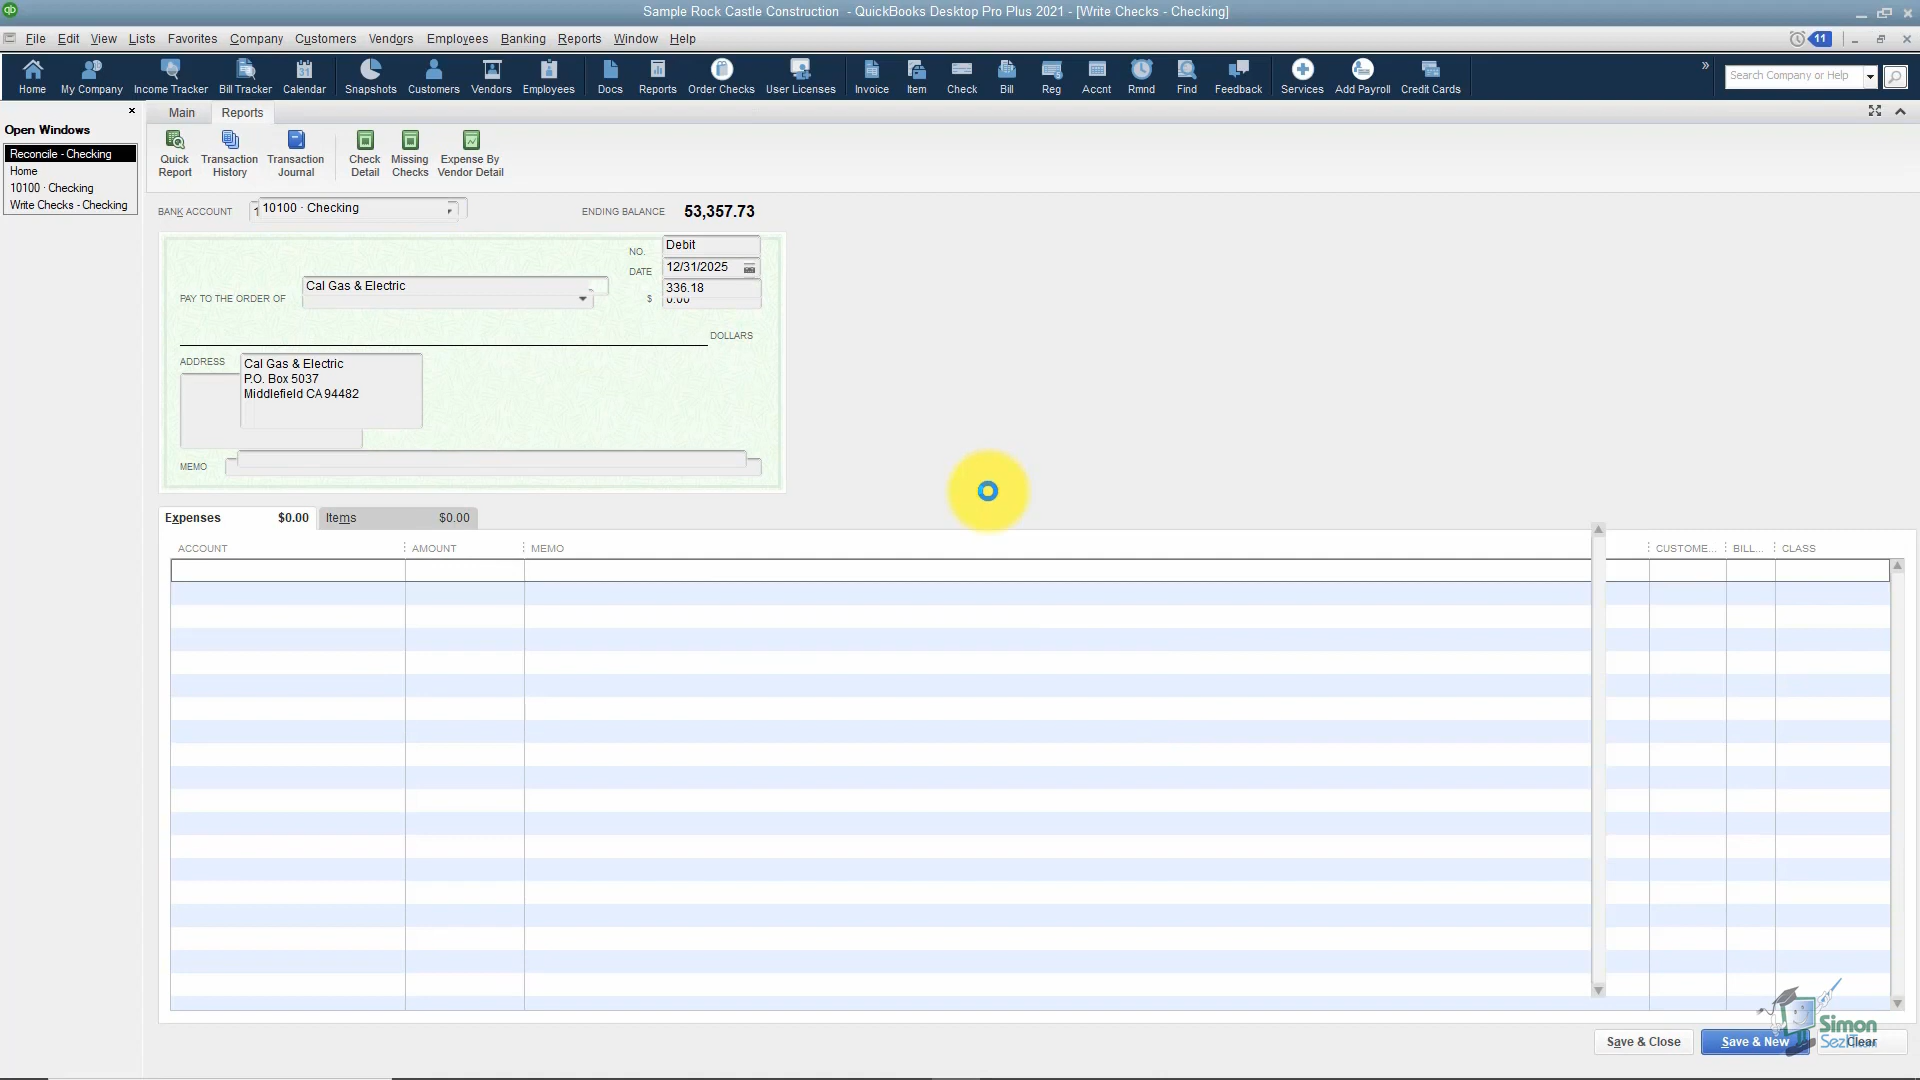 Sample Rock Castle Construction - QuickBooks Desktop Pro Plus 2021 - [Write Checks - Checking]
File Edit View Lists Favorites Company Customers Vendors Employees Banking Reports Window Help
11
Home My Company Income Tracker Bill Tracker Calendar Snapshots Customers Vendors Employees Docs Reports Order Checks User Licenses Invoice Item Check Bill Reg Accnt Rmnd Find Feedback Services Add Payroll Credit Cards
Search Company or Help
Open Windows
Reconcile - Checking
Home
10100 · Checking
Write Checks - Checking
Main Reports
Quick Report
Transaction History
Transaction Journal
Check Detail
Missing Checks
Expense By Vendor Detail
BANK ACCOUNT 10100 · Checking ENDING BALANCE 53,357.73
NO. Debit
DATE 12/31/2025
PAY TO THE ORDER OF Cal Gas & Electric $ 336.18
0.00
DOLLARS
ADDRESS
Cal Gas & Electric
P.O. Box 5037
Middlefield CA 94482
MEMO
Expenses $0.00 Items $0.00
ACCOUNT AMOUNT MEMO CUSTOME... BILL... CLASS
Save & Close Save & New Clear
Simon
SezIT.com